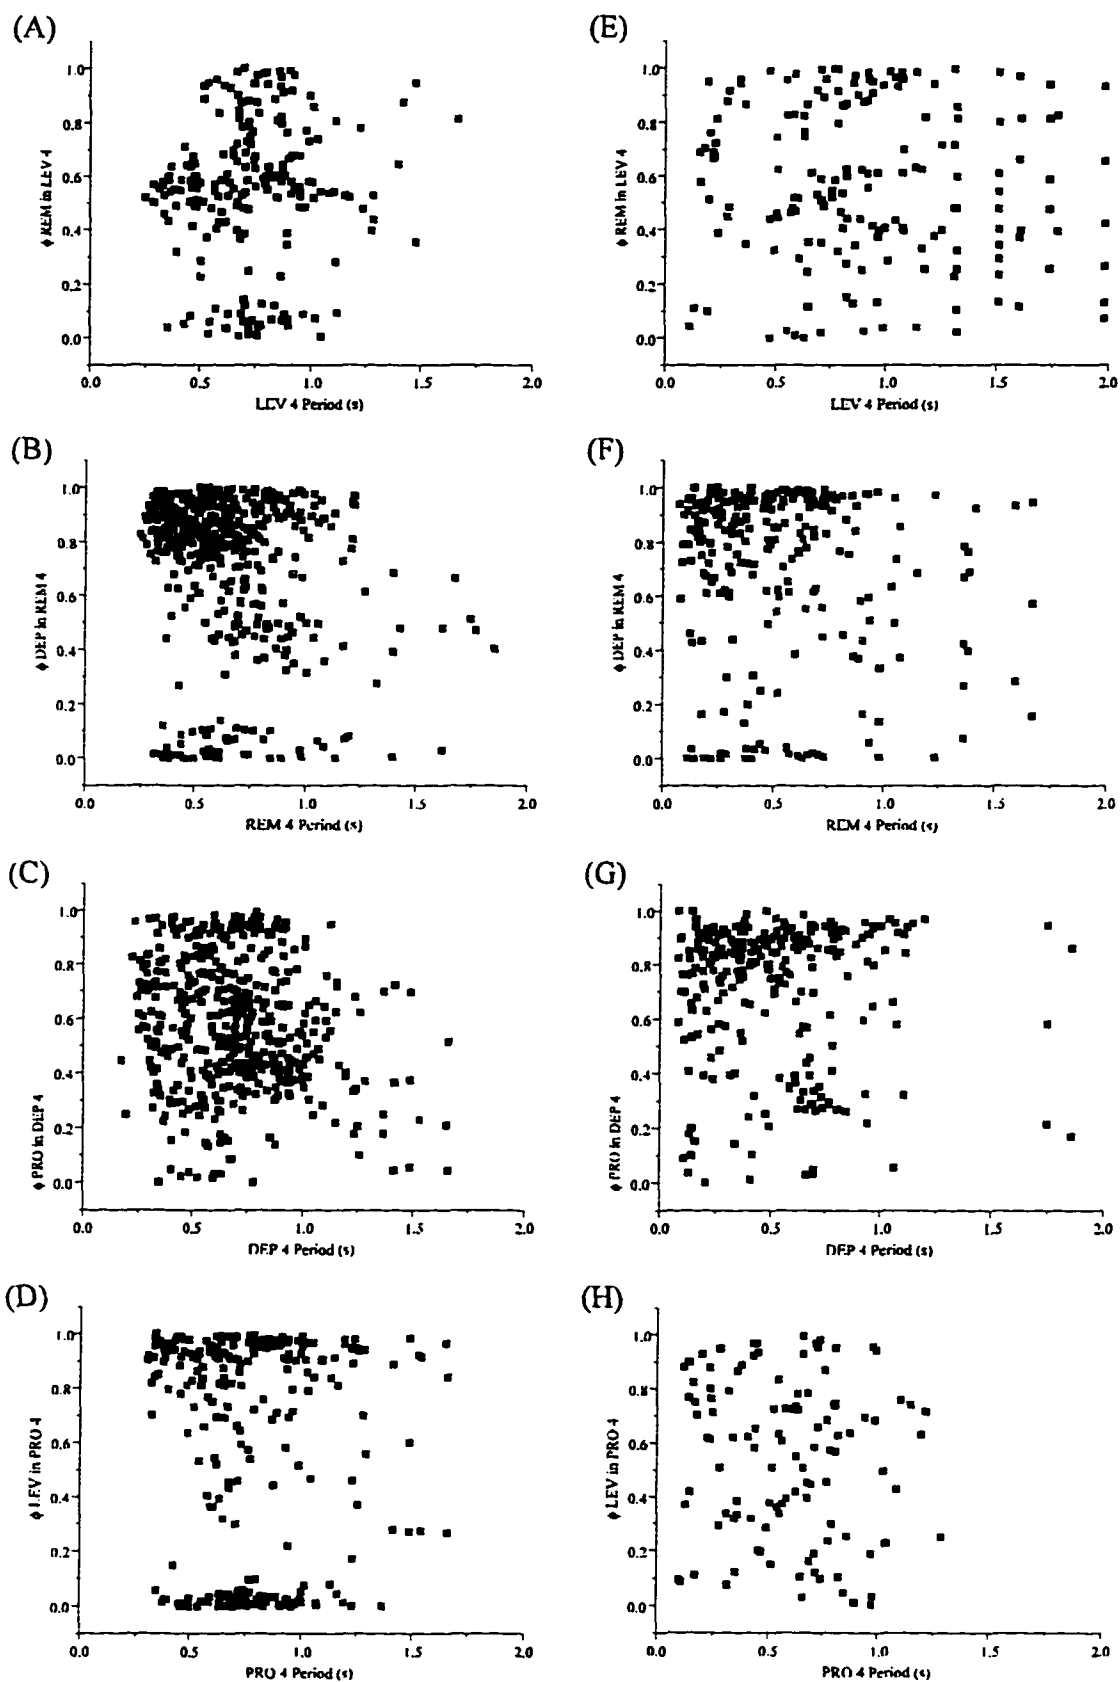 (A)
1.0
0.8
0.6
0.4
0.2
0.0
ϕ REM in LEV 4
0.0 0.5 1.0 1.5 2.0
LEV 4 Period (s)
(E)
1.0
0.8
0.6
0.4
0.2
0.0
ϕ REM in LEV 4
0.0 0.5 1.0 1.5 2.0
LEV 4 Period (s)
(B)
1.0
0.8
0.6
0.4
0.2
0.0
ϕ DEP in REM 4
0.0 0.5 1.0 1.5 2.0
REM 4 Period (s)
(F)
1.0
0.8
0.6
0.4
0.2
0.0
ϕ DEP in REM 4
0.0 0.5 1.0 1.5 2.0
REM 4 Period (s)
(C)
1.0
0.8
0.6
0.4
0.2
0.0
ϕ PRO in DEP 4
0.0 0.5 1.0 1.5 2.0
DEP 4 Period (s)
(G)
1.0
0.8
0.6
0.4
0.2
0.0
ϕ PRO in DEP 4
0.0 0.5 1.0 1.5 2.0
DEP 4 Period (s)
(D)
1.0
0.8
0.6
0.4
0.2
0.0
ϕ LEV in PRO 4
0.0 0.5 1.0 1.5 2.0
PRO 4 Period (s)
(H)
1.0
0.8
0.6
0.4
0.2
0.0
ϕ LEV in PRO 4
0.0 0.5 1.0 1.5 2.0
PRO 4 Period (s)